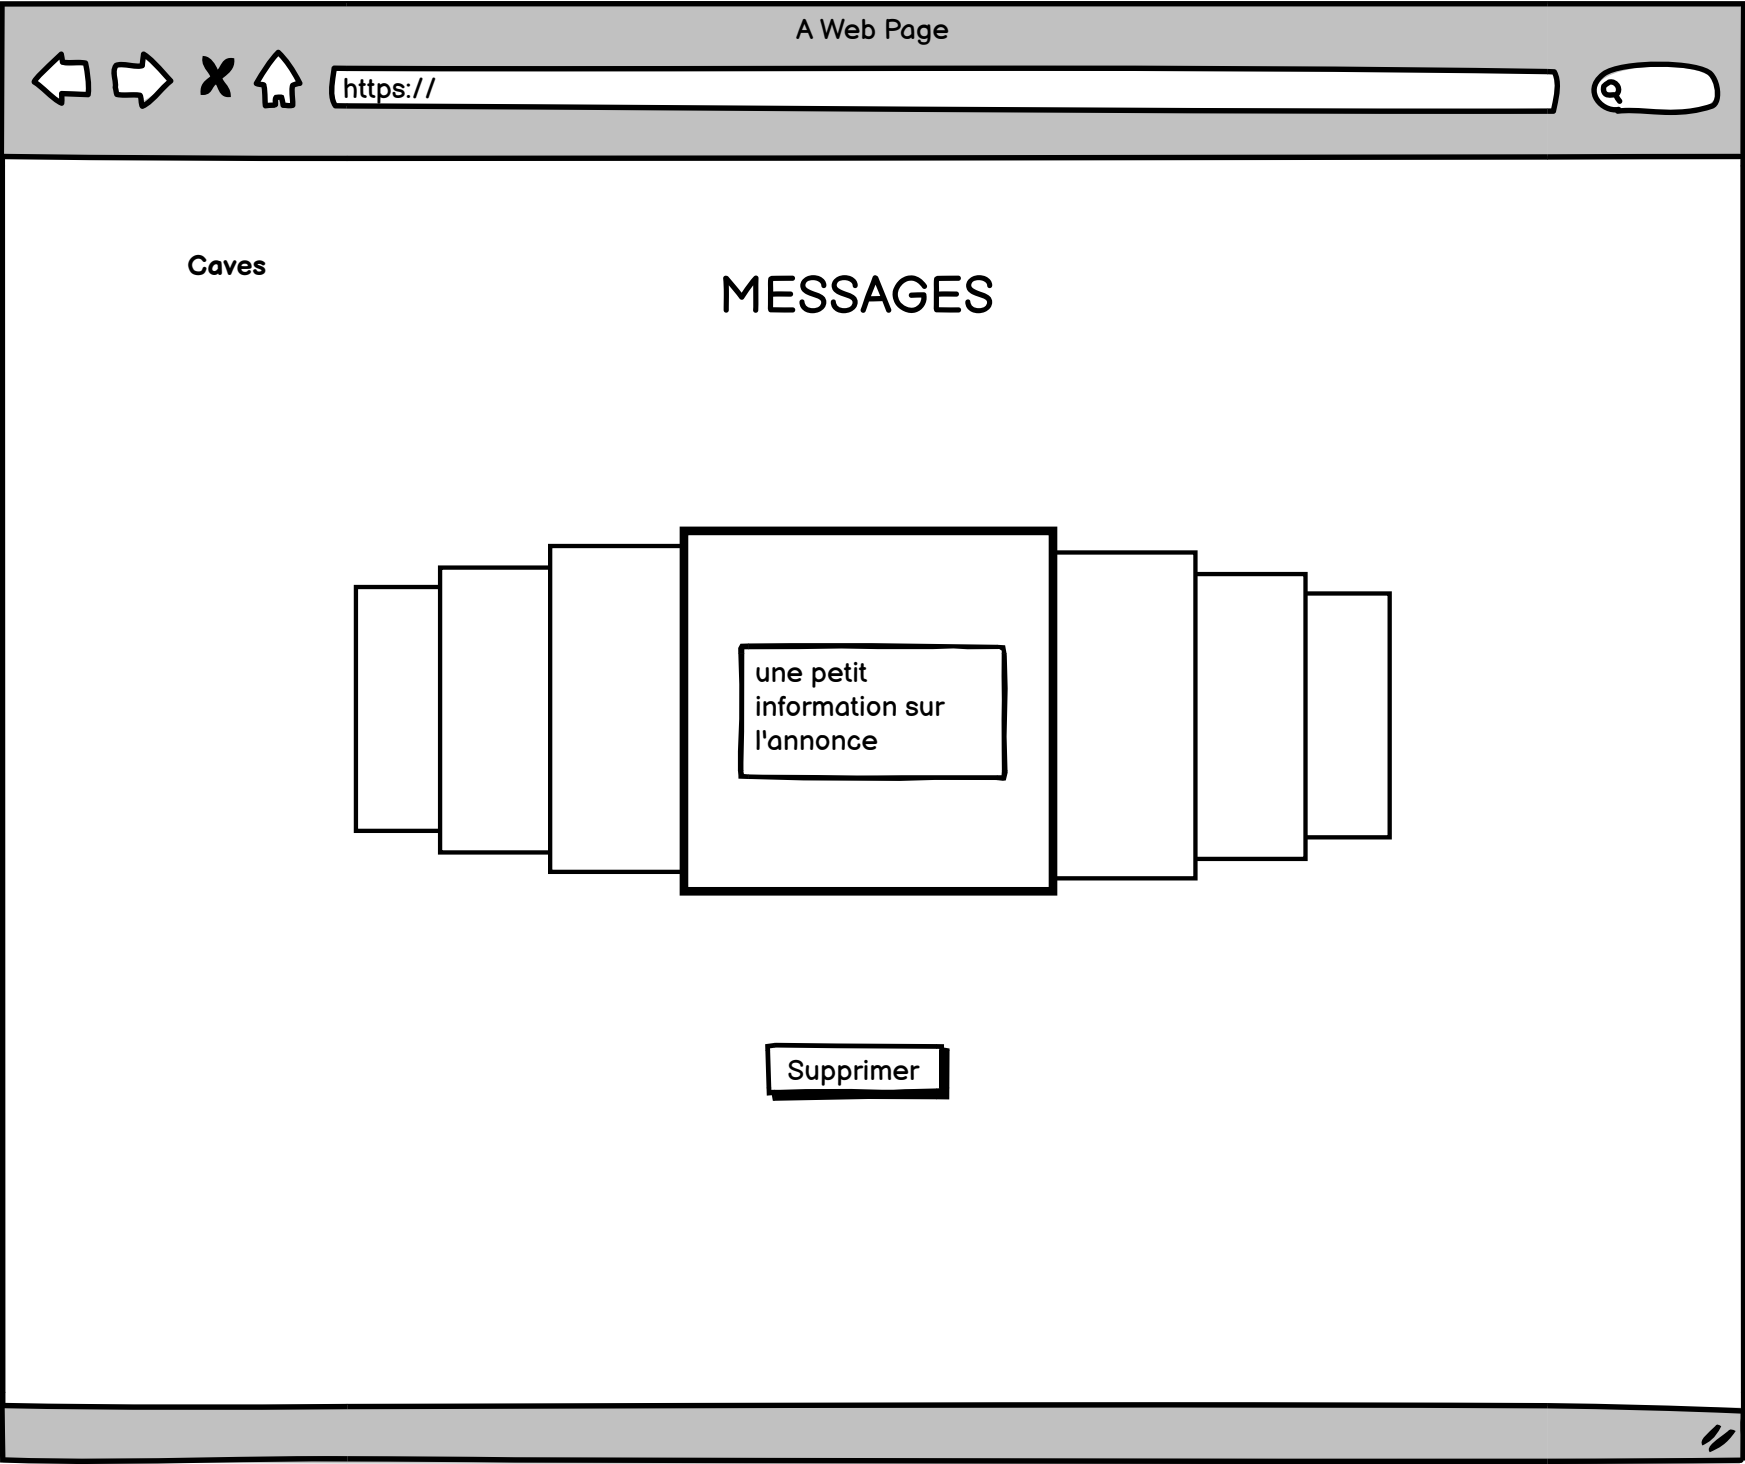 A Web Page
https://
Caves
MESSAGES
une petit
information sur
l'annonce
Supprimer